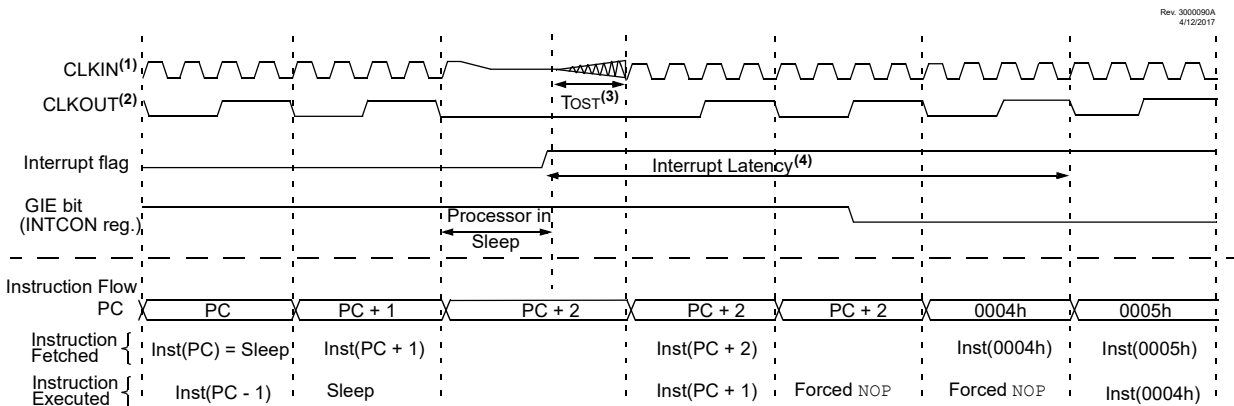 Rev. 3000090A
4/12/2017
CLKIN(1)
CLKOUT(2)
TOST(3)
Interrupt flag
Interrupt Latency(4)
GIE bit
(INTCON reg.)
Processor in
Sleep
Instruction Flow
PC PC PC + 1 PC + 2 PC + 2 PC + 2 0004h 0005h
Instruction
Fetched { Inst(PC) = Sleep Inst(PC + 1) Inst(PC + 2) Inst(0004h) Inst(0005h)
Instruction
Executed { Inst(PC - 1) Sleep Inst(PC + 1) Forced NOP Forced NOP Inst(0004h)